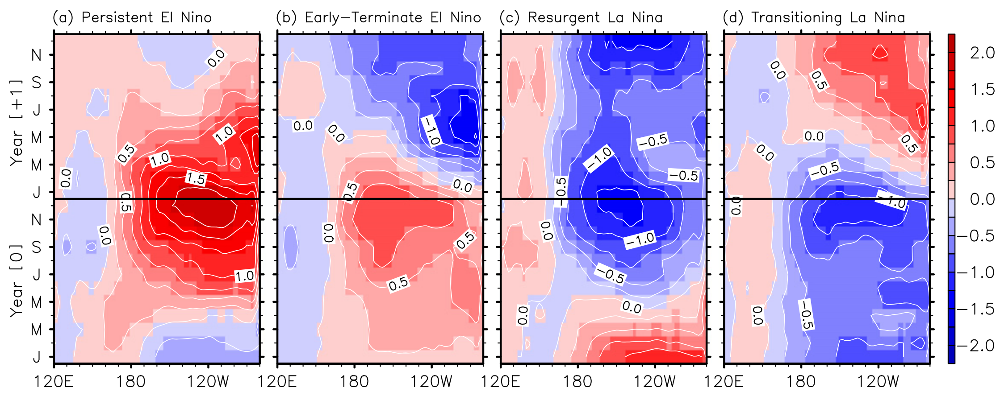 (a) Persistent El Nino
(b) Early−Terminate El Nino
(c) Resurgent La Nina
(d) Transitioning La Nina
Year [+1]
N
S
J
M
M
J
Year [0]
N
S
J
M
M
J
0.0
1.0
0.5
1.0
1.5
0.0
0.5
0.0
1.0
0.0
0.0
−1.0
0.5
0.0
0.0
0.5
0.5
−0.5
−1.0
−0.5
−0.5
0.0
−1.0
−0.5
0.0
0.0
0.0
0.5
0.0
0.0
0.5
−0.5
−1.0
0.0
0.0
−0.5
2.0
1.5
1.0
0.5
0.0
−0.5
−1.0
−1.5
−2.0
120E 180 120W
120E 180 120W
120E 180 120W
120E 180 120W